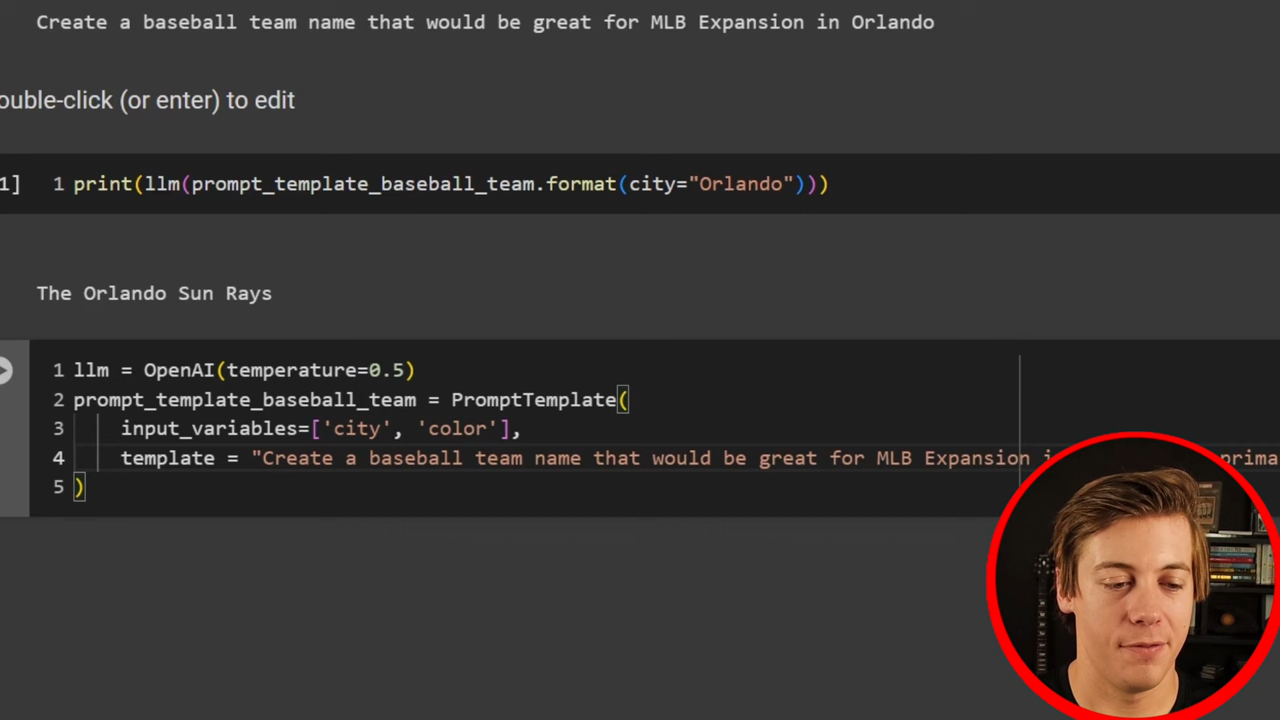 Create a baseball team name that would be great for MLB Expansion in Orlando
ouble-click (or enter) to edit
1] 1 print(llm(prompt_template_baseball_team.format(city="Orlando")))
The Orlando Sun Rays
1 llm = OpenAI(temperature=0.5)
2 prompt_template_baseball_team = PromptTemplate(
3 input_variables=['city', 'color'],
4 template = "Create a baseball team name that would be great for MLB Expansion prima
5 )